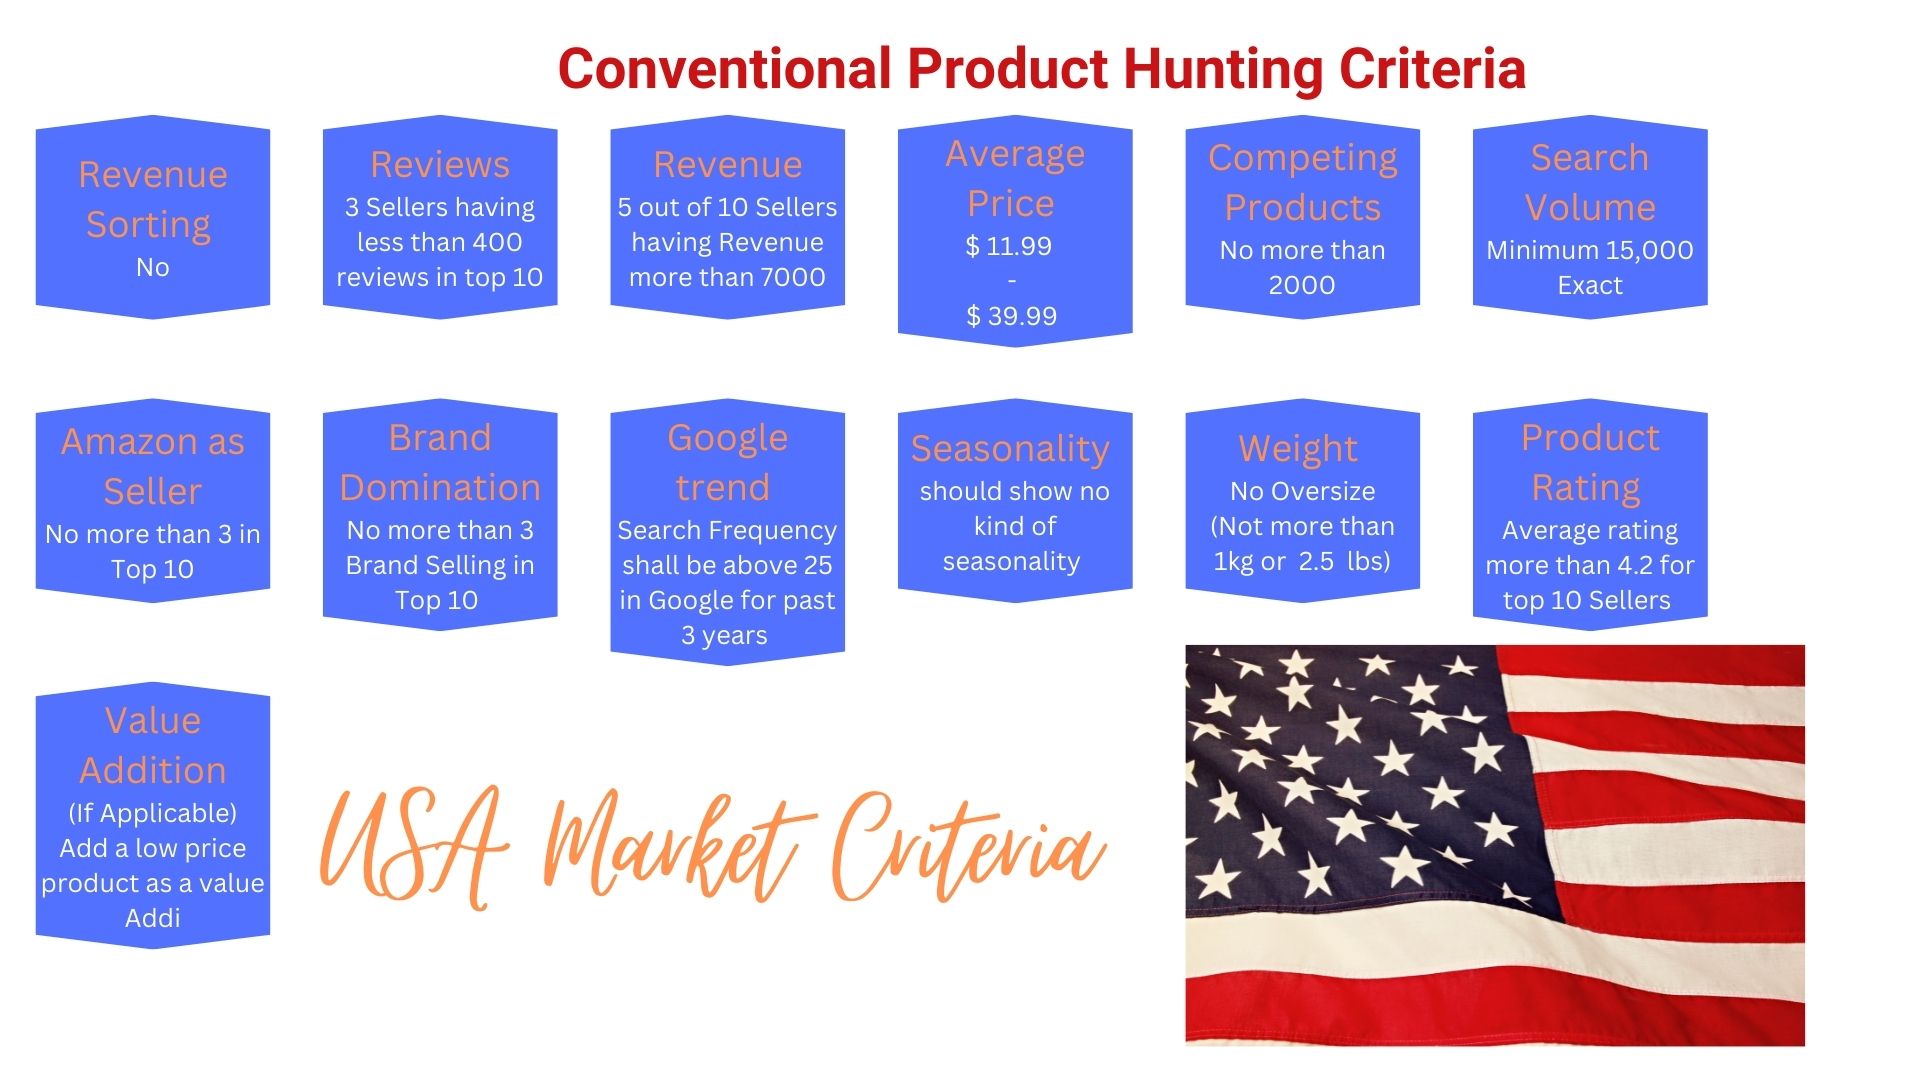 Conventional Product Hunting Criteria
Revenue
Sorting
No
Reviews
3 Sellers having
less than 400
reviews in top 10
Revenue
5 out of 10 Sellers
having Revenue
more than 7000
Average
Price
$ 11.99
-
$ 39.99
Competing
Products
No more than
2000
Search
Volume
Minimum 15,000
Exact
Amazon as
Seller
No more than 3 in
Top 10
Brand
Domination
No more than 3
Brand Selling in
Top 10
Google
trend
Search Frequency
shall be above 25
in Google for past
3 years
Seasonality
should show no
kind of
seasonality
Weight
No Oversize
(Not more than
1kg or 2.5 lbs)
Product
Rating
Average rating
more than 4.2 for
top 10 Sellers
Value
Addition
(If Applicable)
Add a low price
product as a value
Addi
USA Market Criteria